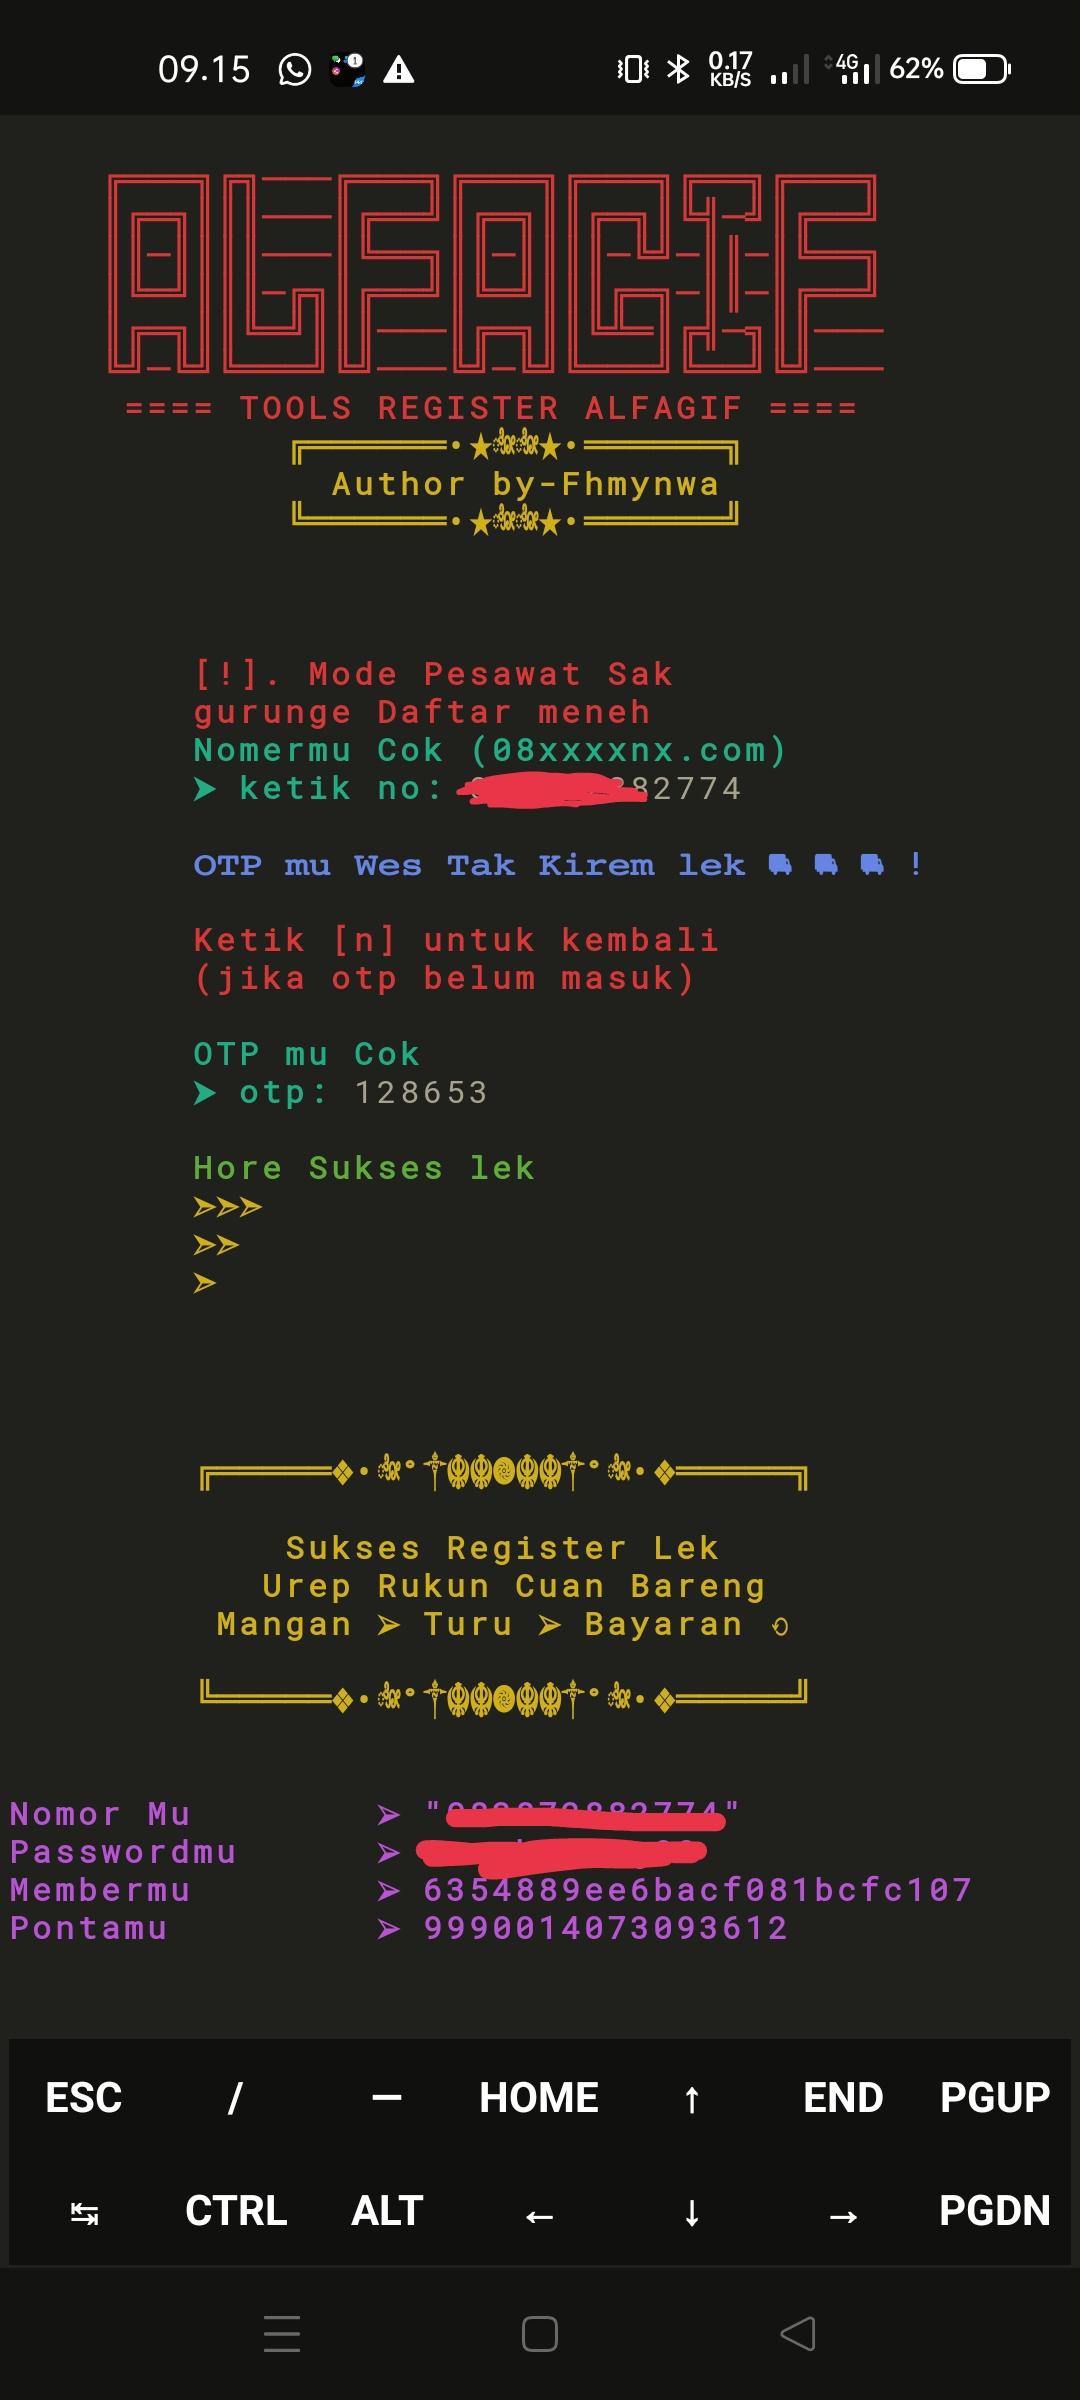 09.15
0.17
KB/S
4G
62%
ALFAGIF
==== TOOLS REGISTER ALFAGIF ====
Author by-Fhmynwa
[!]. Mode Pesawat Sak
gurunge Daftar meneh
Nomermu Cok (08xxxxnx.com)
➤ ketik no: 82774
OTP mu Wes Tak Kirem lek ⛟ ⛟ ⛟ !
Ketik [n] untuk kembali
(jika otp belum masuk)
OTP mu Cok
➤ otp: 128653
Hore Sukses lek
➢➢➢
➢➢
➢
Sukses Register Lek
Urep Rukun Cuan Bareng
Mangan ➢ Turu ➢ Bayaran ⟲
Nomor Mu ➢
Passwordmu ➢
Membermu ➢ 6354889ee6bacf081bcfc107
Pontamu ➢ 9990014073093612
ESC / — HOME ↑ END PGUP
↹ CTRL ALT ← ↓ → PGDN